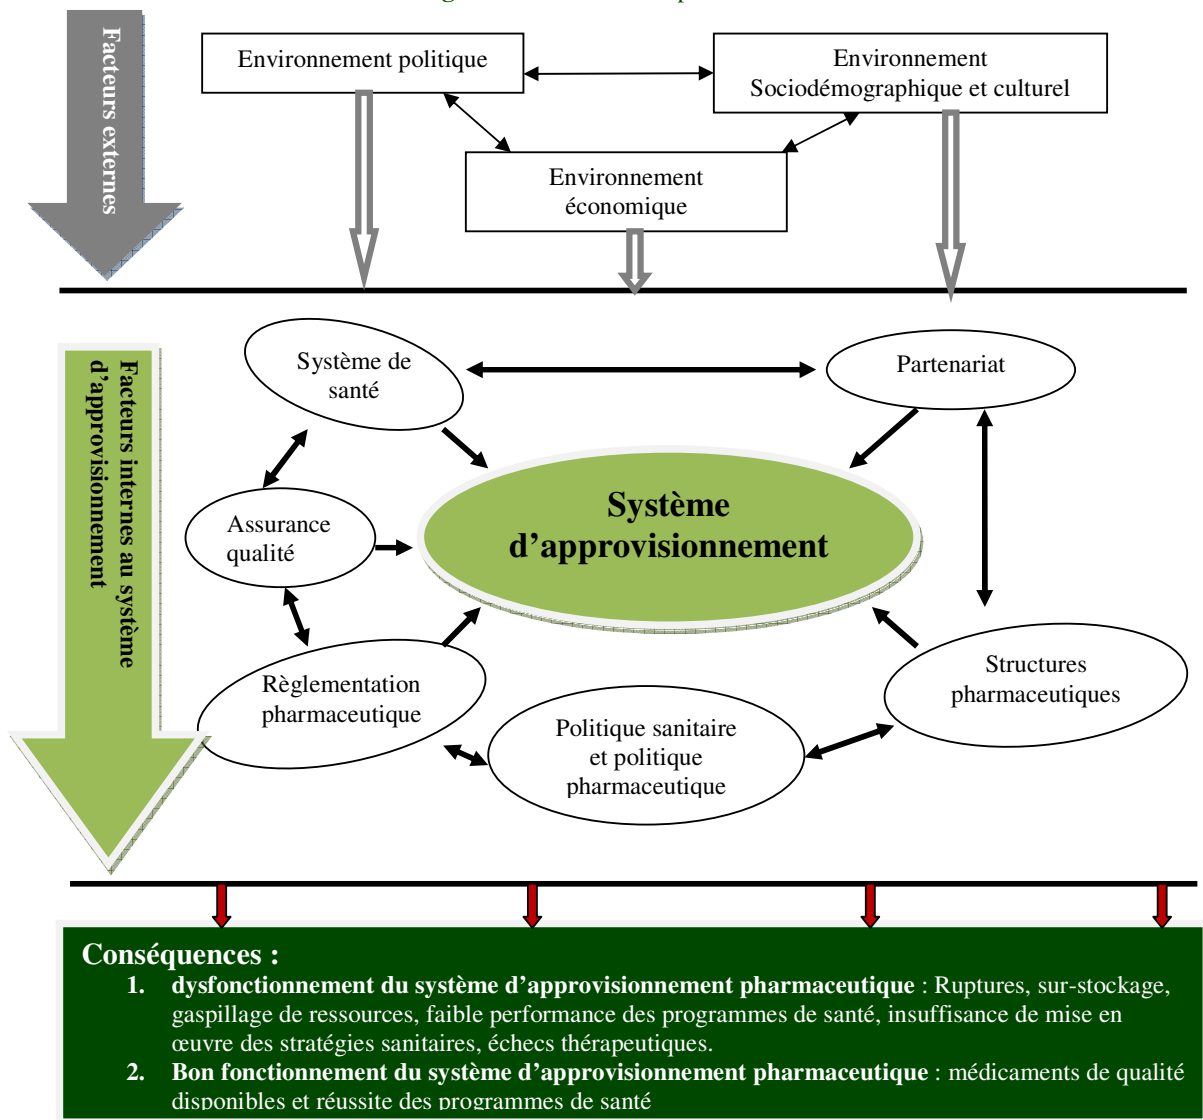 Facteurs externes
Environnement politique
Environnement
Sociodémographique et culturel
Environnement
économique
Facteurs internes au système
d’approvisionnement
Système de
santé
Partenariat
Système
d’approvisionnement
Assurance
qualité
Règlementation
pharmaceutique
Structures
pharmaceutiques
Politique sanitaire
et politique
pharmaceutique
Conséquences :
1. dysfonctionnement du système d’approvisionnement pharmaceutique : Ruptures, sur-stockage,
gaspillage de ressources, faible performance des programmes de santé, insuffisance de mise en
œuvre des stratégies sanitaires, échecs thérapeutiques.
2. Bon fonctionnement du système d’approvisionnement pharmaceutique : médicaments de qualité
disponibles et réussite des programmes de santé